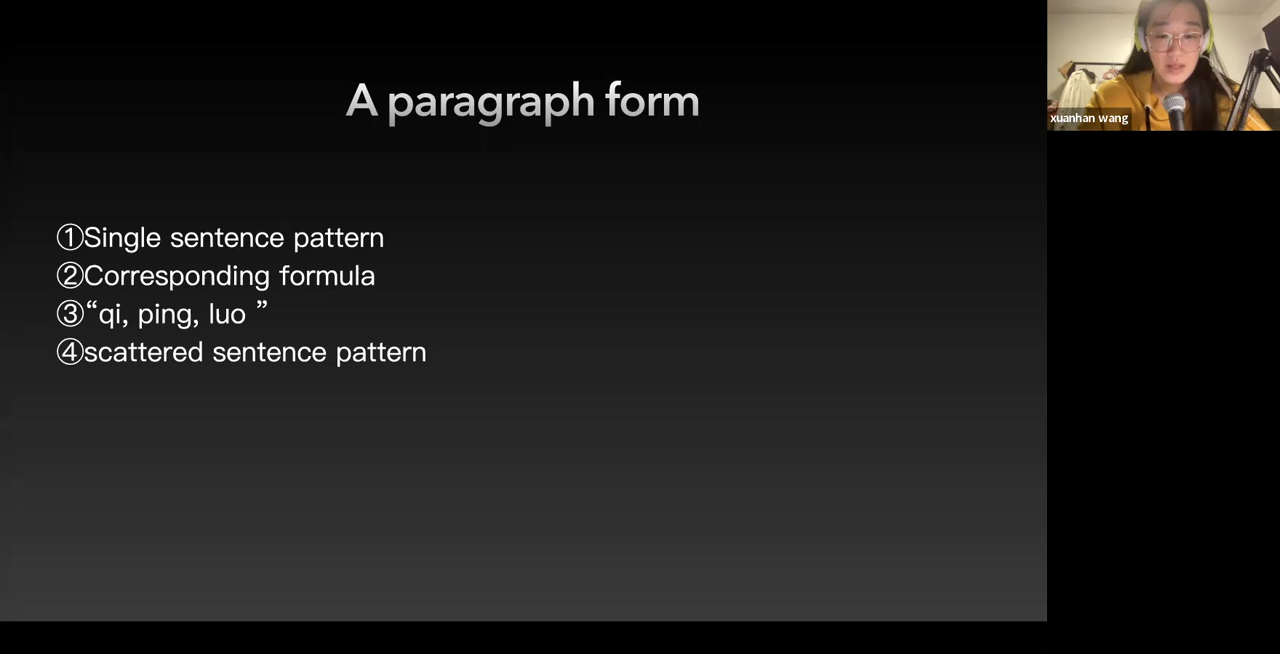 A paragraph form
①Single sentence pattern
②Corresponding formula
③“qi, ping, luo ”
④scattered sentence pattern
xuanhan wang